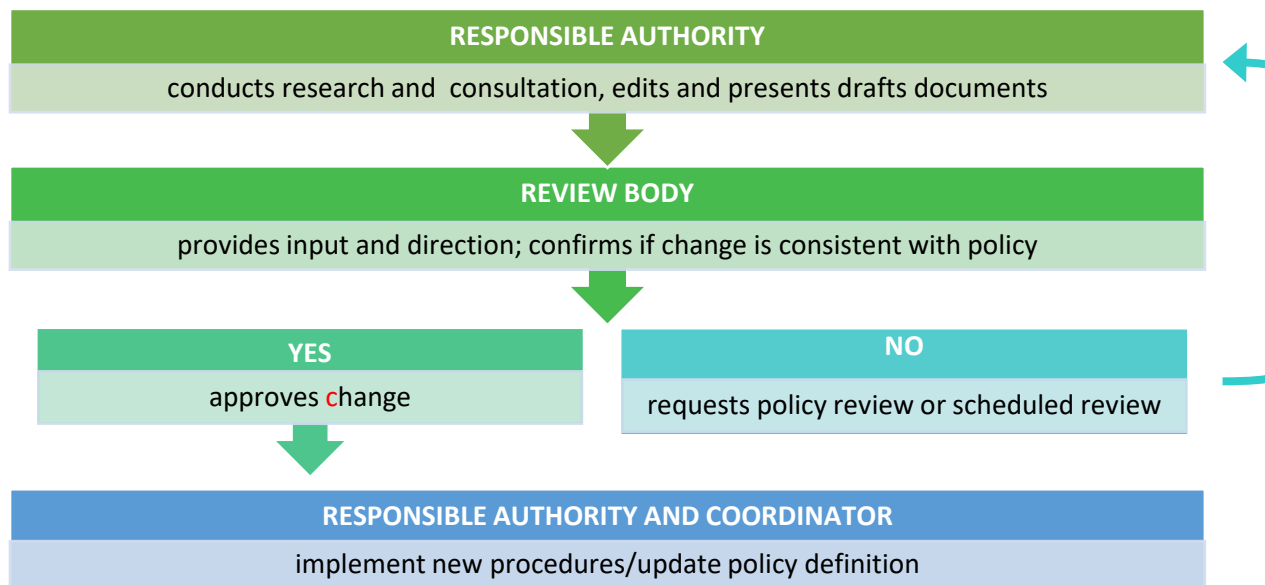 RESPONSIBLE AUTHORITY
conducts research and consultation, edits and presents drafts documents
REVIEW BODY
provides input and direction; confirms if change is consistent with policy
YES
approves change
NO
requests policy review or scheduled review
RESPONSIBLE AUTHORITY AND COORDINATOR
implement new procedures/update policy definition